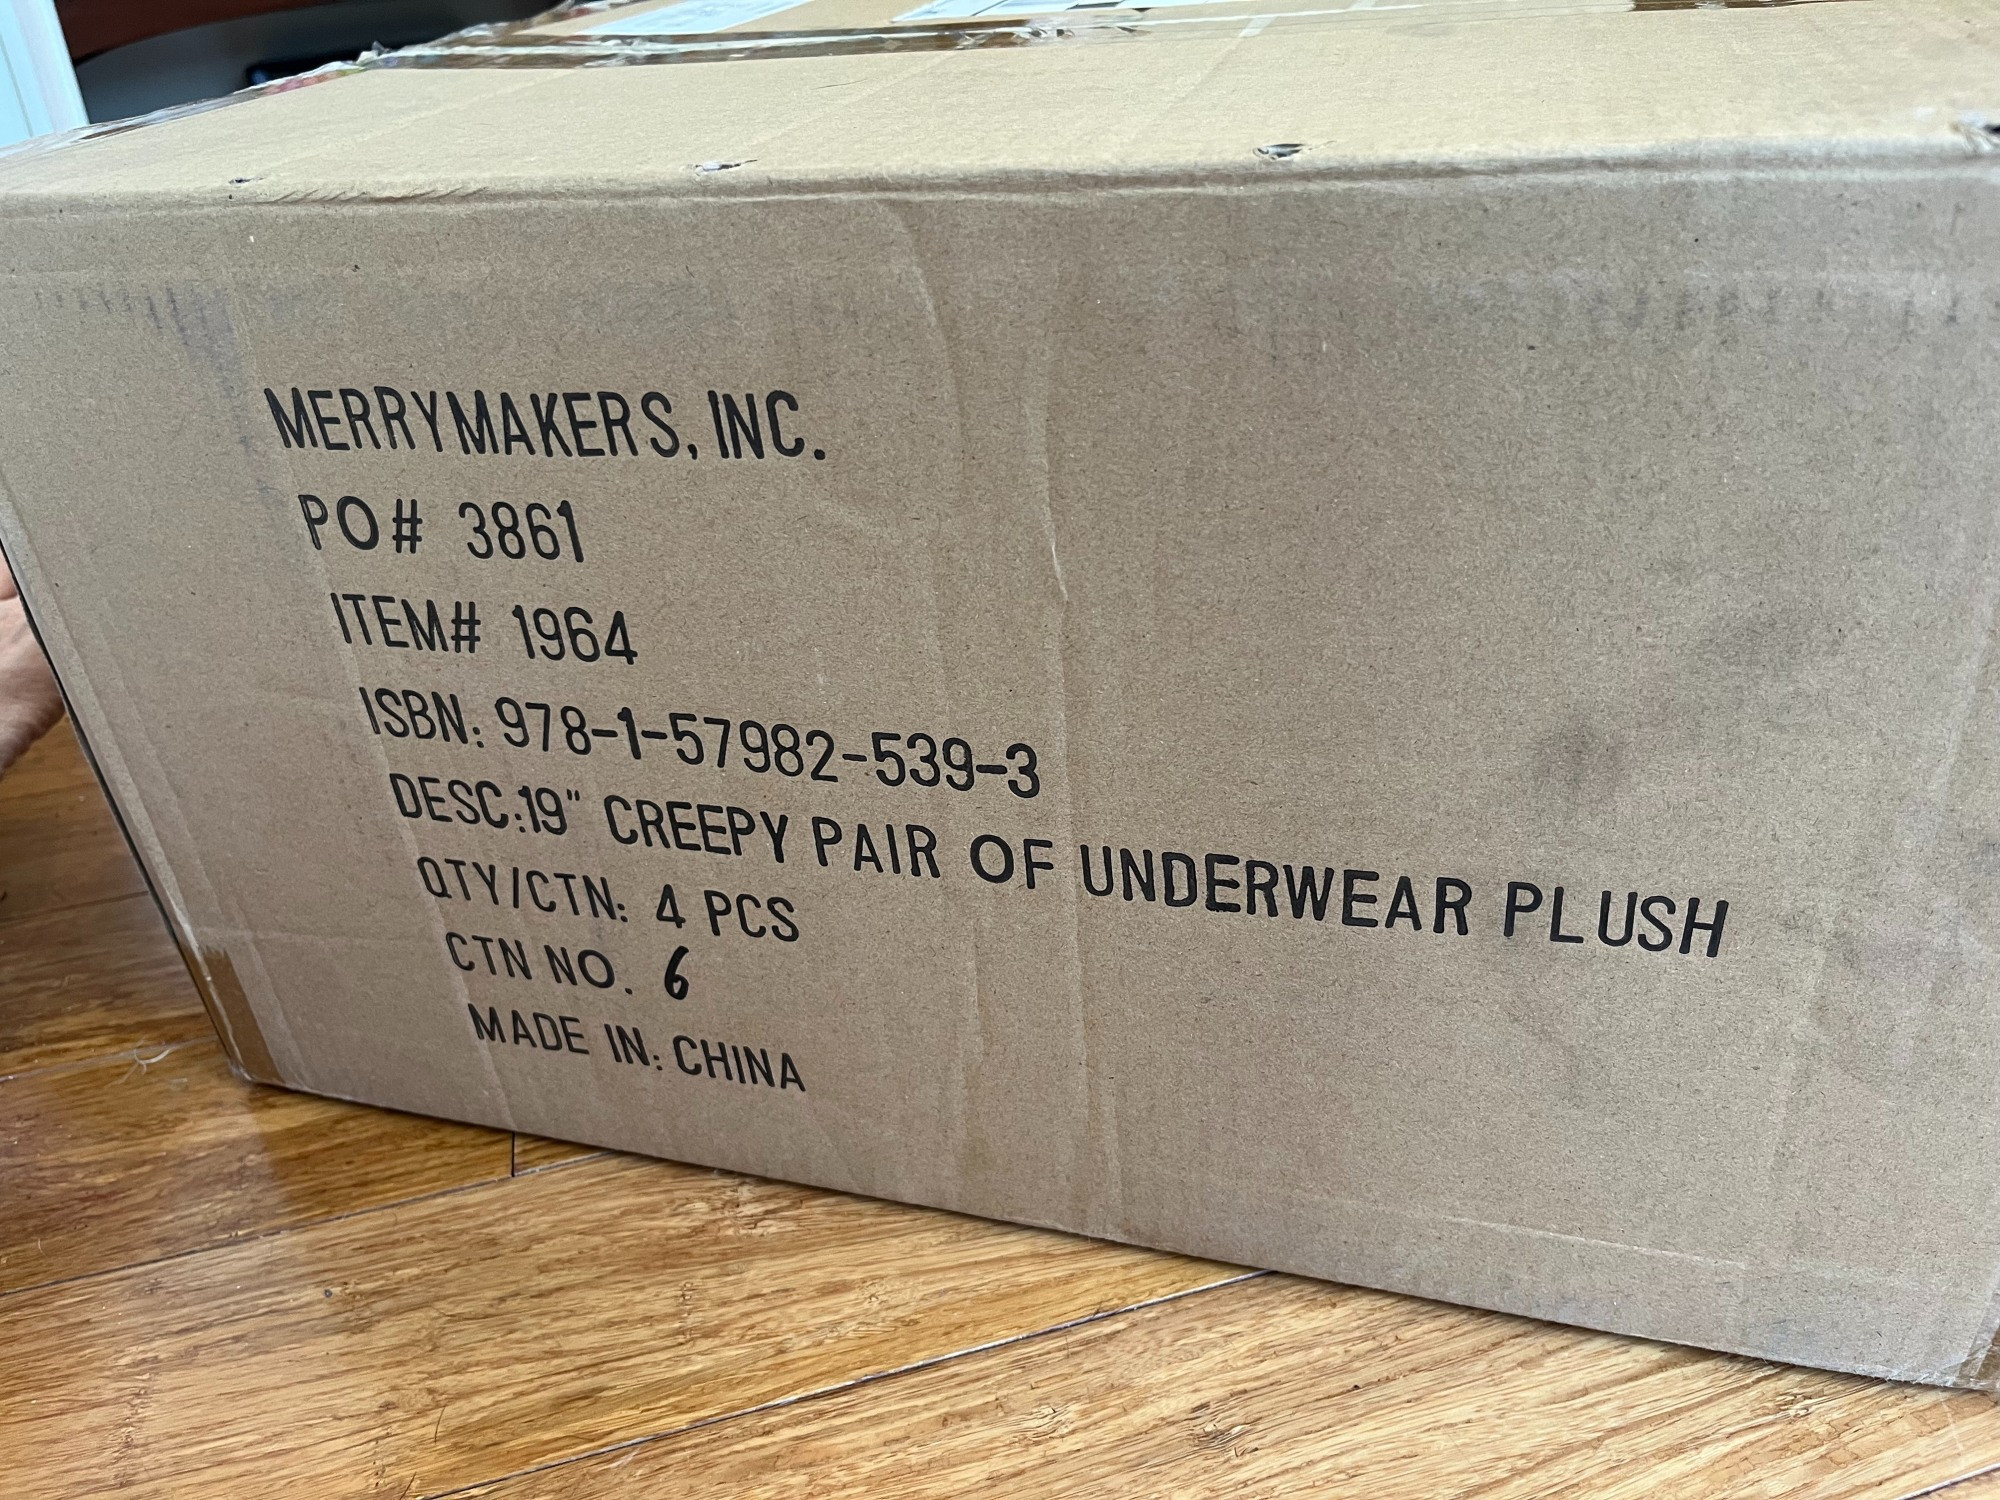 MERRYMAKERS, INC.
PO# 3861
ITEM# 1964
ISBN: 978-1-57982-539-3
DESC:19" CREEPY PAIR OF UNDERWEAR PLUSH
QTY/CTN: 4 PCS
CTN NO. 6
MADE IN: CHINA